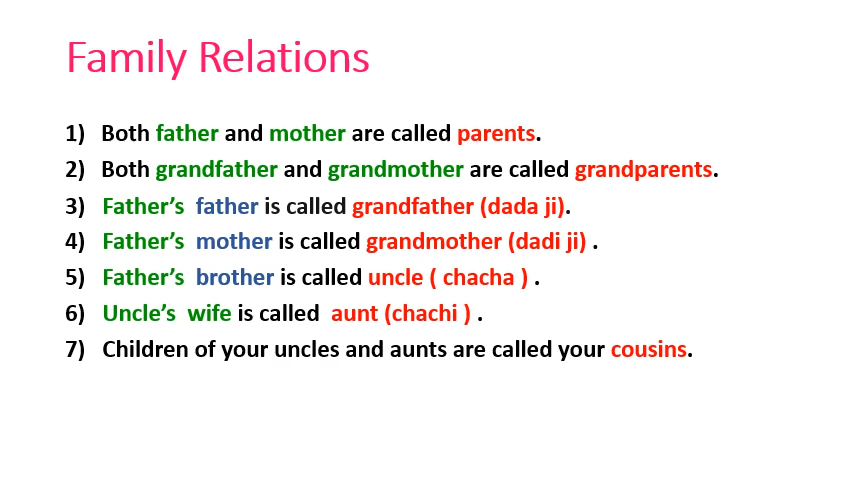 Family Relations
1) Both father and mother are called parents.
2) Both grandfather and grandmother are called grandparents.
3) Father’s father is called grandfather (dada ji).
4) Father’s mother is called grandmother (dadi ji) .
5) Father’s brother is called uncle ( chacha ) .
6) Uncle’s wife is called aunt (chachi ) .
7) Children of your uncles and aunts are called your cousins.